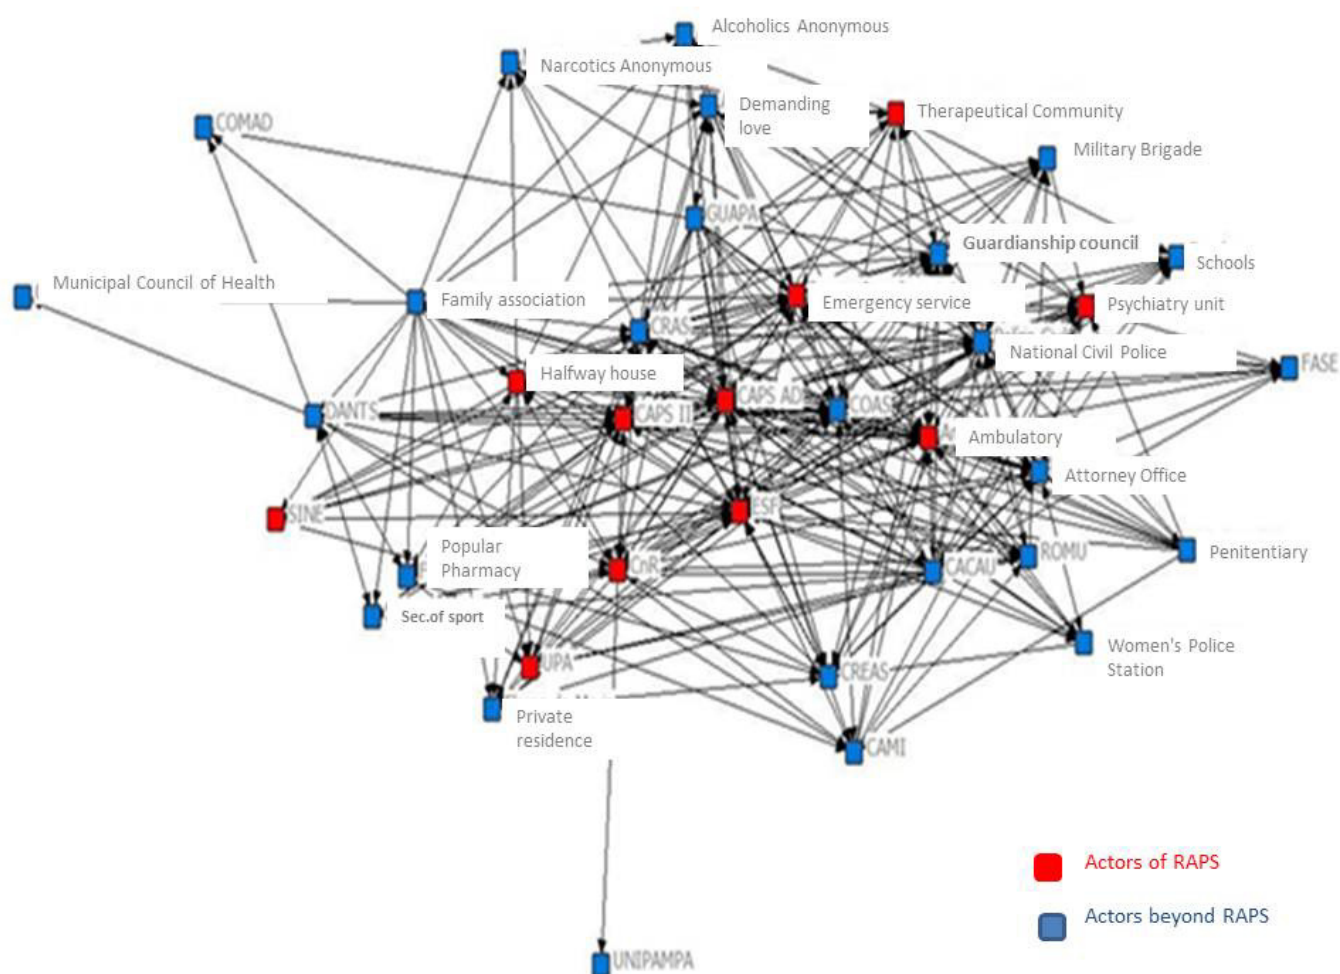 Alcoholics Anonymous
Narcotics Anonymous
Demanding
love
Therapeutical Community
COMAD
Military Brigade
GUAPA
Guardianship council
Schools
Municipal Council of Health
Family association
Emergency service
Psychiatry unit
CRAS
National Civil Police
FASE
Halfway house
CAPS AD
COAS
DANTS
CAPS II
Ambulatory
Attorney Office
SINE
ESF
Popular
Pharmacy
CnR
CACAU
ROMU
Penitentiary
Sec.of sport
Women's Police
Station
UPA
CREAS
Private
residence
CAMI
Actors of RAPS
Actors beyond RAPS
UNIPAMPA